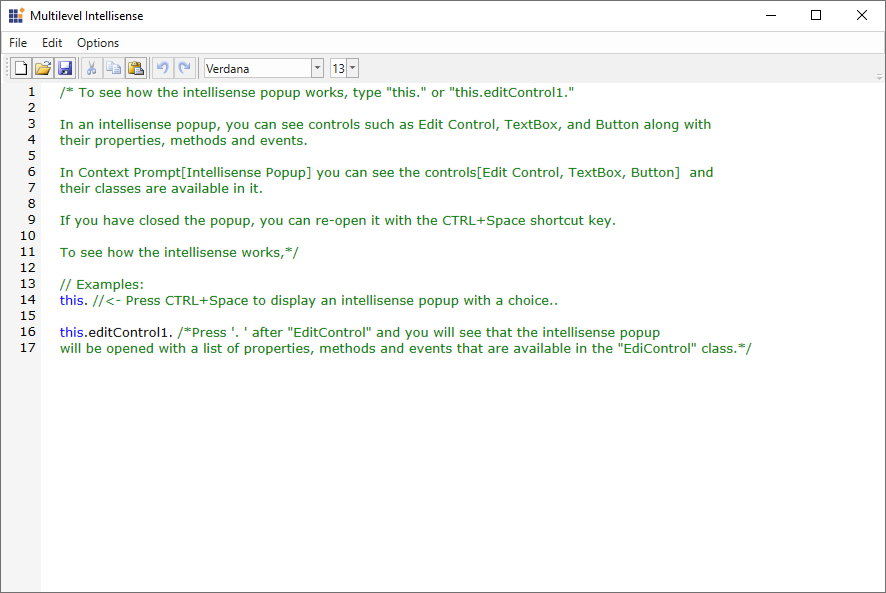 Multilevel Intellisense
File Edit Options
Verdana 13
1 /* To see how the intellisense popup works, type "this." or "this.editControl1."
2
3 In an intellisense popup, you can see controls such as Edit Control, TextBox, and Button along with
4 their properties, methods and events.
5
6 In Context Prompt[Intellisense Popup] you can see the controls[Edit Control, TextBox, Button]  and
7 their classes are available in it.
8
9 If you have closed the popup, you can re-open it with the CTRL+Space shortcut key.
10
11 To see how the intellisense works,*/
12
13 // Examples:
14 this. //<- Press CTRL+Space to display an intellisense popup with a choice..
15
16 this.editControl1. /*Press '. ' after "EditControl" and you will see that the intellisense popup
17 will be opened with a list of properties, methods and events that are available in the "EdiControl" class.*/